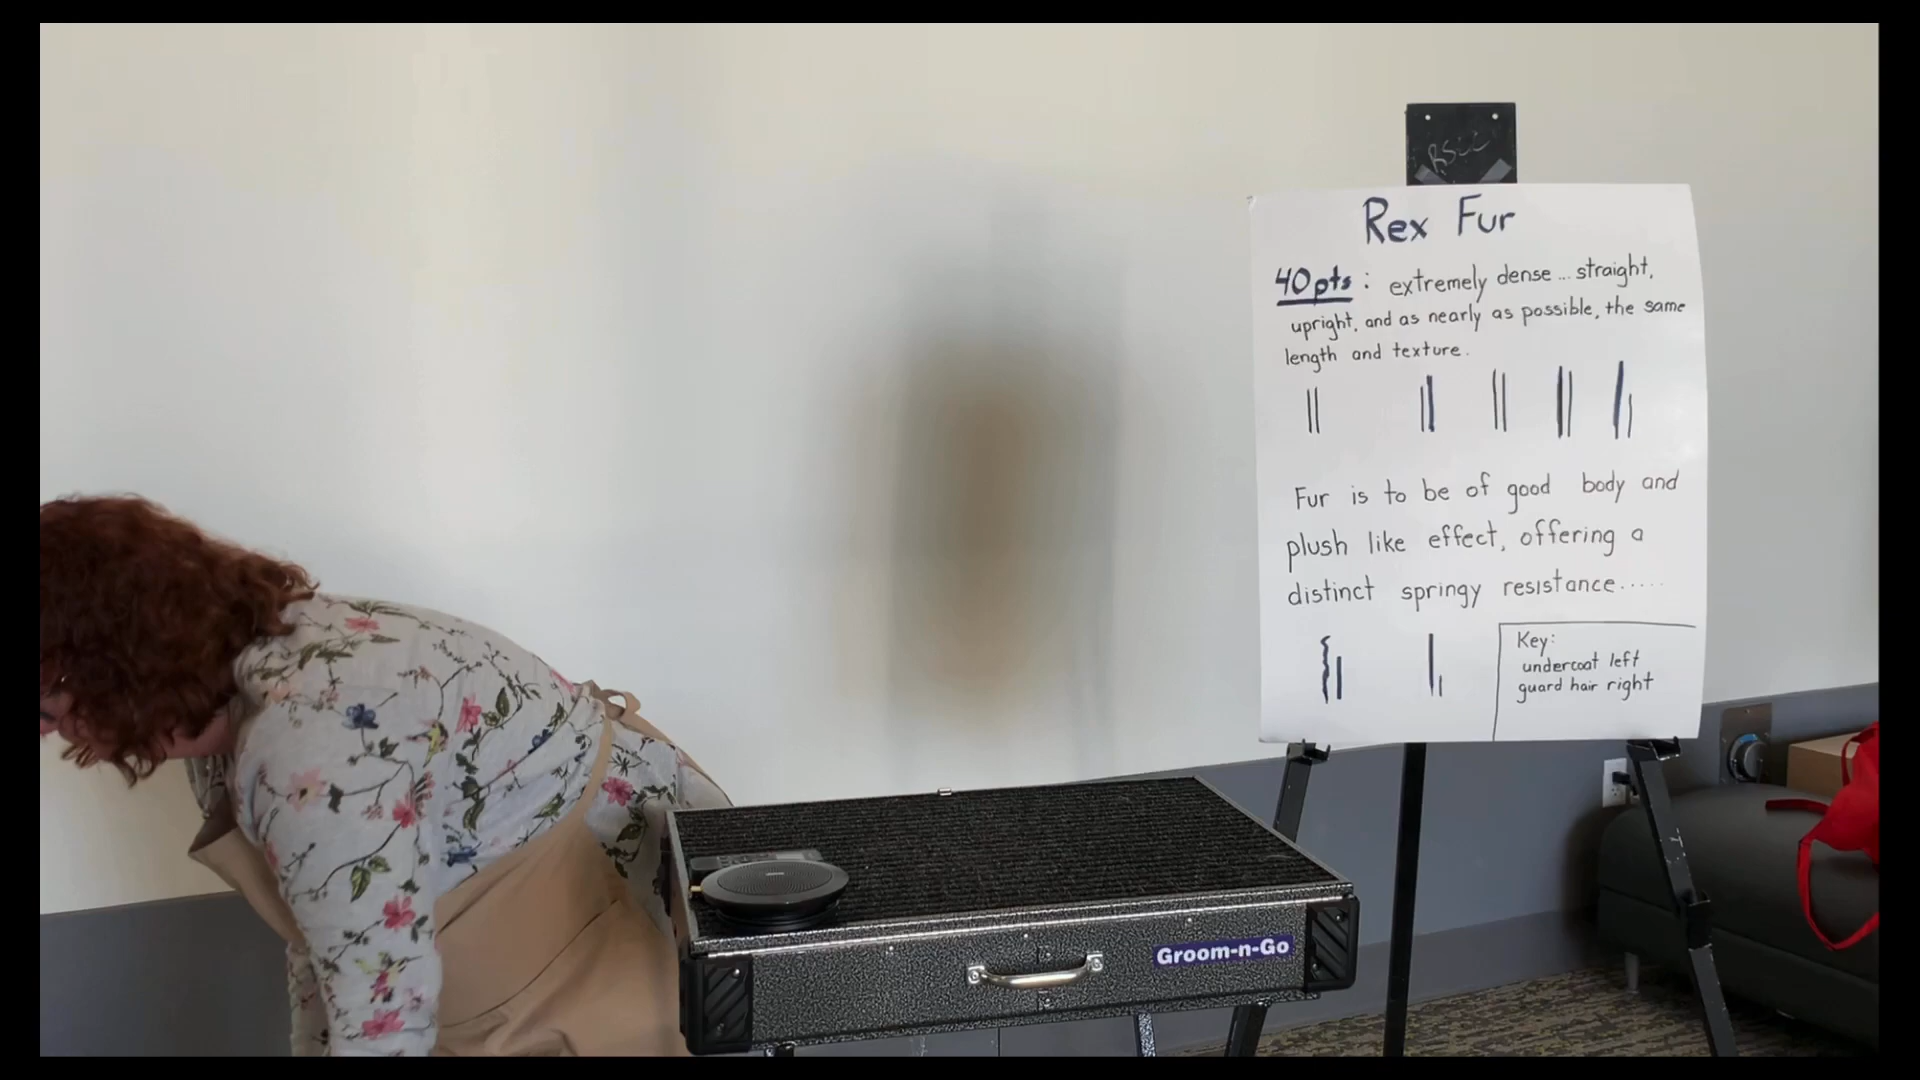 RSCC
Rex Fur
40pts: extremely dense... straight,
upright, and as nearly as possible, the same
length and texture.
Fur is to be of good body and
plush like effect, offering a
distinct springy resistance.....
Key:
undercoat left
guard hair right
Groom-n-Go